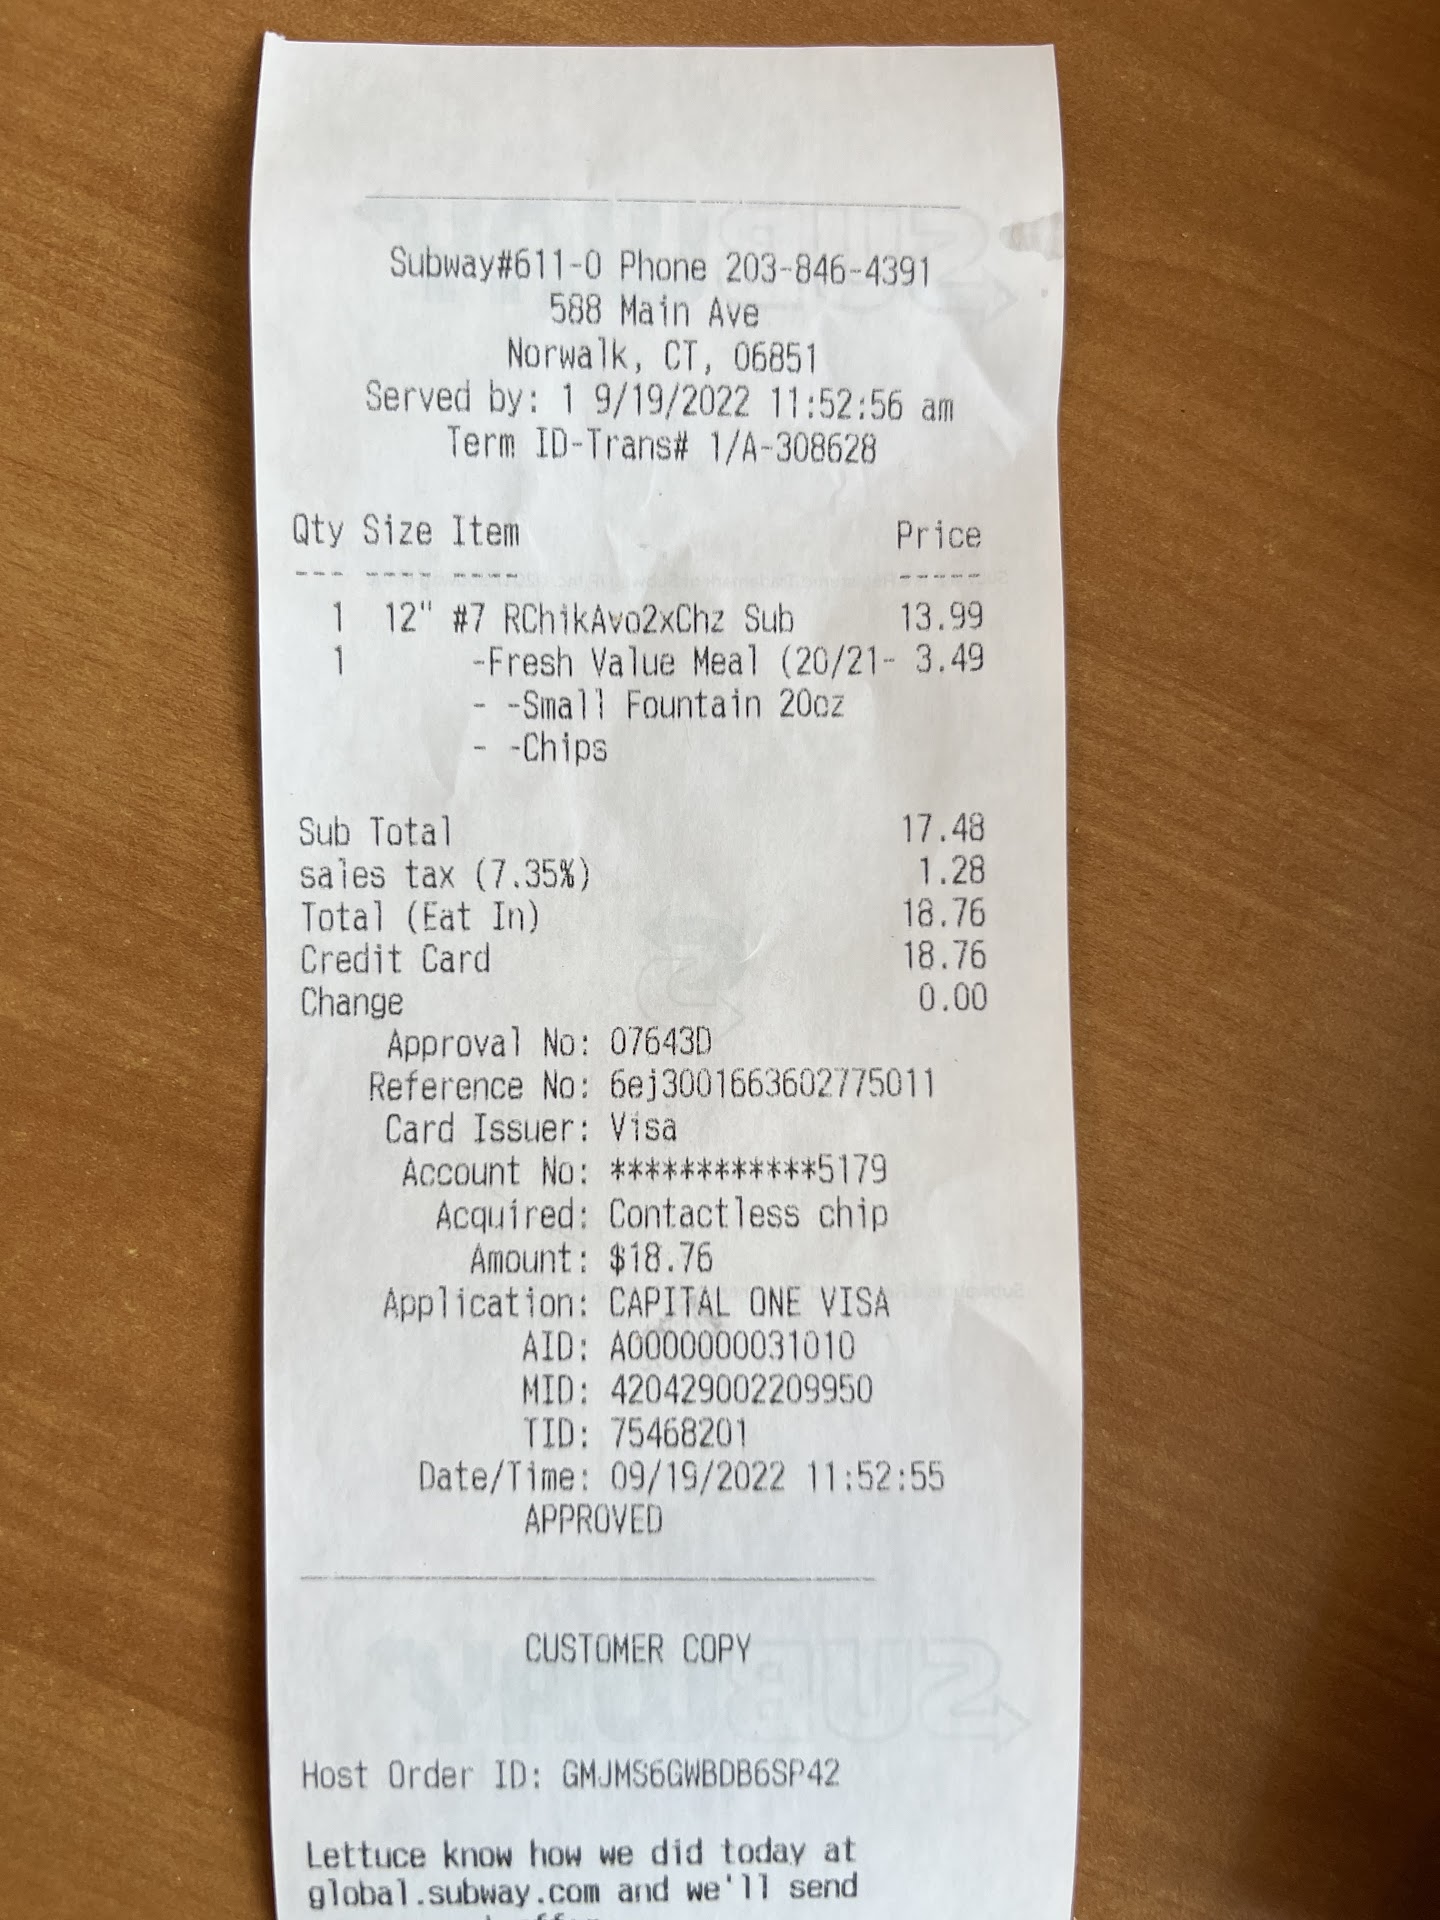 Subway#611-0 Phone 203-846-4391
588 Main Ave
Norwalk, CT, 06851
Served by: 1 9/19/2022 11:52:56 am
Term ID-Trans# 1/A-308628
Qty Size Item Price
--- ---- ---- -----
1 12" #7 RChikAvo2xChz Sub 13.99
1 -Fresh Value Meal (20/21- 3.49
- -Small Fountain 20oz
- -Chips
Sub Total 17.48
sales tax (7.35%) 1.28
Total (Eat In) 18.76
Credit Card 18.76
Change 0.00
Approval No: 07643D
Reference No: 6ej3001663602775011
Card Issuer: Visa
Account No: ************5179
Acquired: Contactless chip
Amount: $18.76
Application: CAPITAL ONE VISA
AID: A0000000031010
MID: 420429002209950
TID: 75468201
Date/Time: 09/19/2022 11:52:55
APPROVED
CUSTOMER COPY
Host Order ID: GMJMS6GWBDB6SP42
Lettuce know how we did today at
global.subway.com and we'll send